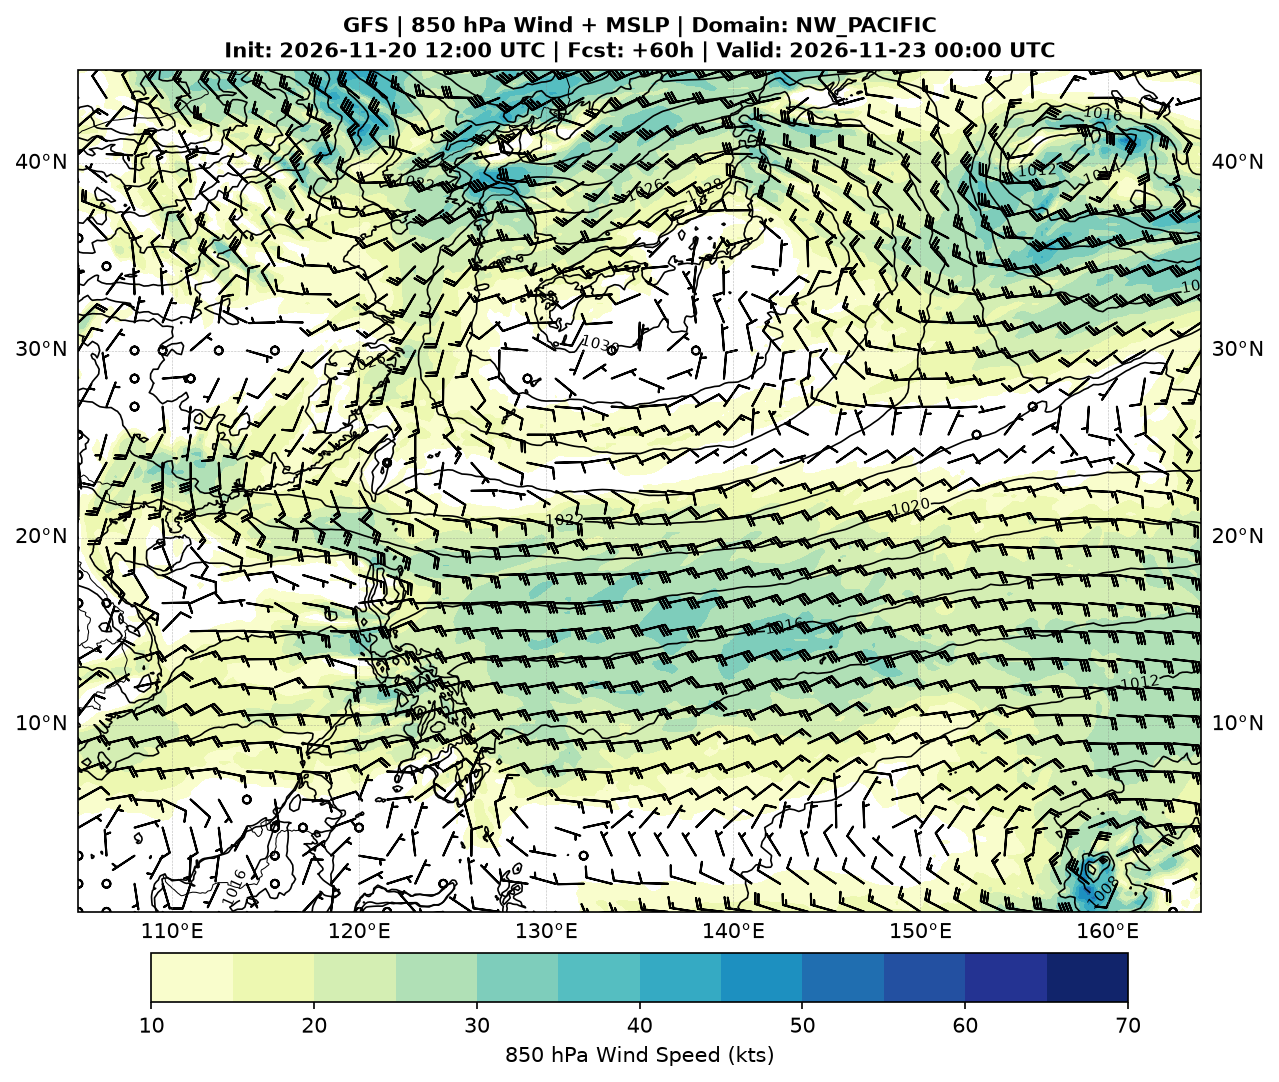 GFS | 850 hPa Wind + MSLP | Domain: NW_PACIFIC
Init: 2026-11-20 12:00 UTC | Fcst: +60h | Valid: 2026-11-23 00:00 UTC
1016
40°N
40°N
1012
1022
1026
1028
30°N
1030
30°N
1020
1022
20°N
20°N
1016
1012
10°N
10°N
1016
1008
110°E
120°E
130°E
140°E
150°E
160°E
10
20
30
40
50
60
70
850 hPa Wind Speed (kts)